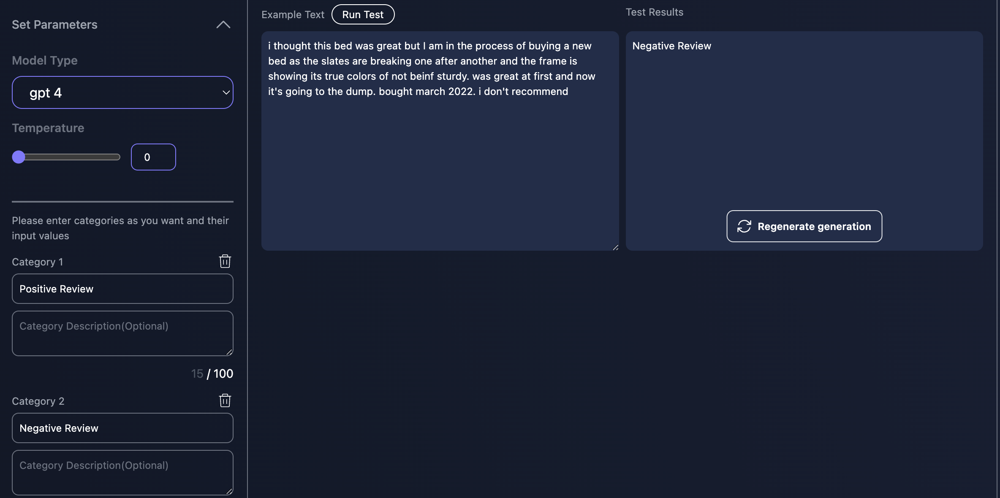 Set Parameters
Model Type
gpt 4
Temperature
0
Please enter categories as you want and their
input values
Category 1
Positive Review
Category Description(Optional)
15 / 100
Category 2
Negative Review
Category Description(Optional)
Example Text
Run Test
i thought this bed was great but I am in the process of buying a new
bed as the slates are breaking one after another and the frame is
showing its true colors of not beinf sturdy. was great at first and now
it's going to the dump. bought march 2022. i don't recommend
Test Results
Negative Review
Regenerate generation